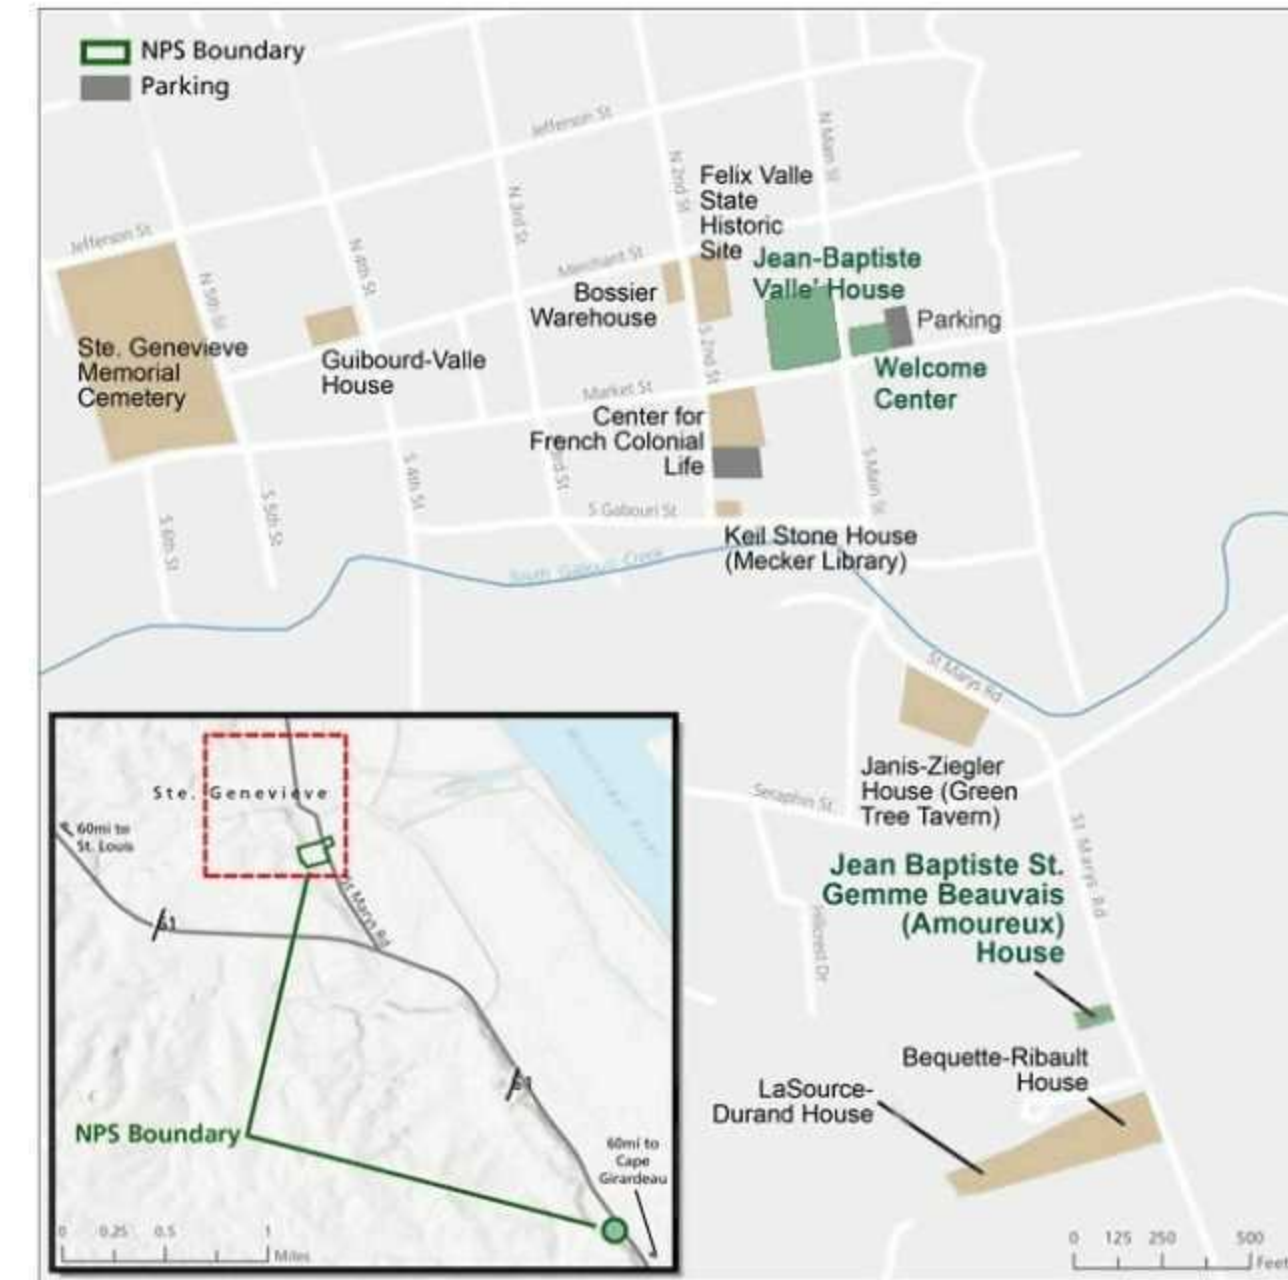 NPS Boundary
Parking
Jefferson St
Jefferson St
N Main St
N 2nd St
N 3rd St
N 4th St
N 5th St
Merchant St
Felix Valle
State
Historic
Site
Jean-Baptiste
Valle' House
Bossier
Warehouse
Parking
Welcome
Center
Ste. Genevieve
Memorial
Cemetery
Guibourd-Valle
House
S 2nd St
Market St
Center for
French Colonial
Life
S Main St
S 4th St
S 5th St
S 6th St
S Gabouri St
South Gabouri Creek
Keil Stone House
(Mecker Library)
St Marys Rd
Janis-Ziegler
House (Green
Tree Tavern)
Seraphin St
St Marys Rd
Hillcrest Dr
Jean Baptiste St.
Gemme Beauvais
(Amoureux)
House
Bequette-Ribault
House
LaSource-
Durand House
0 125 250 500
Feet
Mississippi River
Ste. Genevieve
60mi to
St. Louis
61
St Marys Rd
61
NPS Boundary
60mi to
Cape
Girardeau
0 0.25 0.5 1
Miles